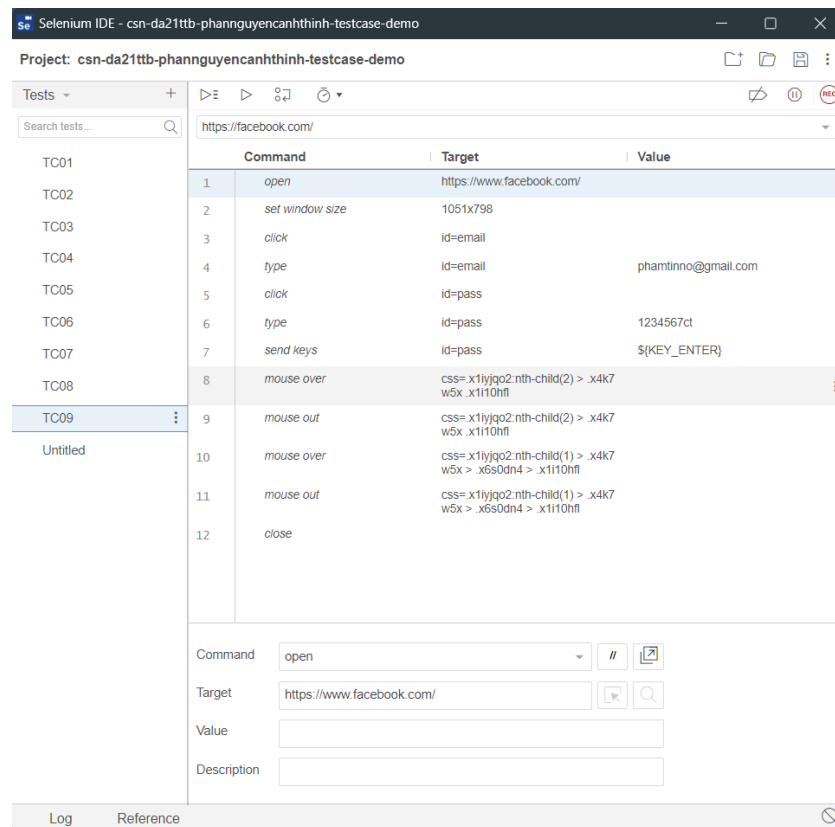 Selenium IDE - csn-da21ttb-phannguyencanhthinh-testcase-demo
Project: csn-da21ttb-phannguyencanhthinh-testcase-demo
Tests
Search tests...
TC01
TC02
TC03
TC04
TC05
TC06
TC07
TC08
TC09
Untitled
REC
https://facebook.com/
Command Target Value
1 open https://www.facebook.com/
2 set window size 1051x798
3 click id=email
4 type id=email phamtinno@gmail.com
5 click id=pass
6 type id=pass 1234567ct
7 send keys id=pass ${KEY_ENTER}
8 mouse over css=.x1iyjqo2:nth-child(2) > .x4k7
w5x .x1i10hfl
9 mouse out css=.x1iyjqo2:nth-child(2) > .x4k7
w5x .x1i10hfl
10 mouse over css=.x1iyjqo2:nth-child(1) > .x4k7
w5x > .x6s0dn4 > .x1i10hfl
11 mouse out css=.x1iyjqo2:nth-child(1) > .x4k7
w5x > .x6s0dn4 > .x1i10hfl
12 close
Command open //
Target https://www.facebook.com/
Value
Description
Log Reference